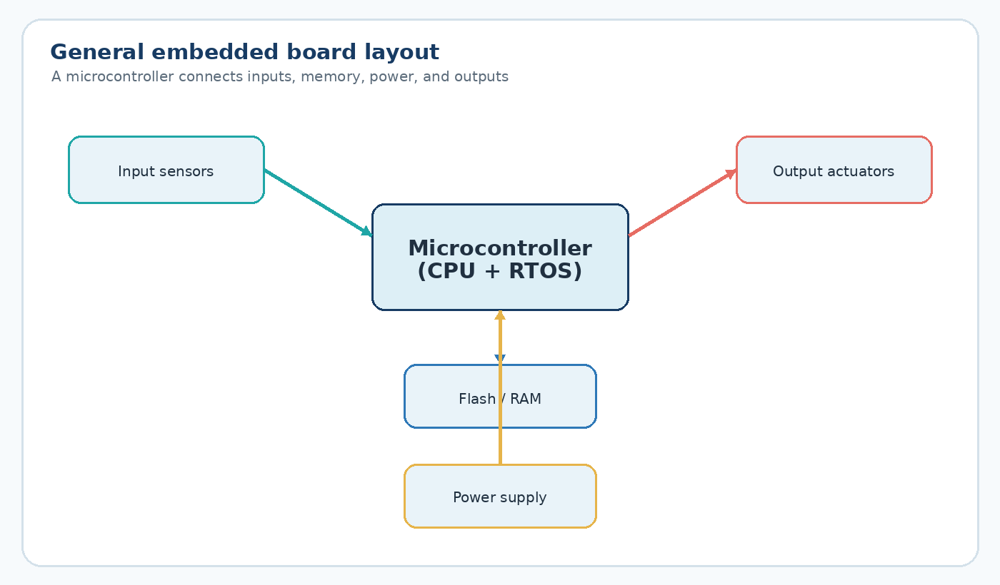 General embedded board layout
A microcontroller connects inputs, memory, power, and outputs
Input sensors
Output actuators
Microcontroller
(CPU + RTOS)
Flash / RAM
Power supply